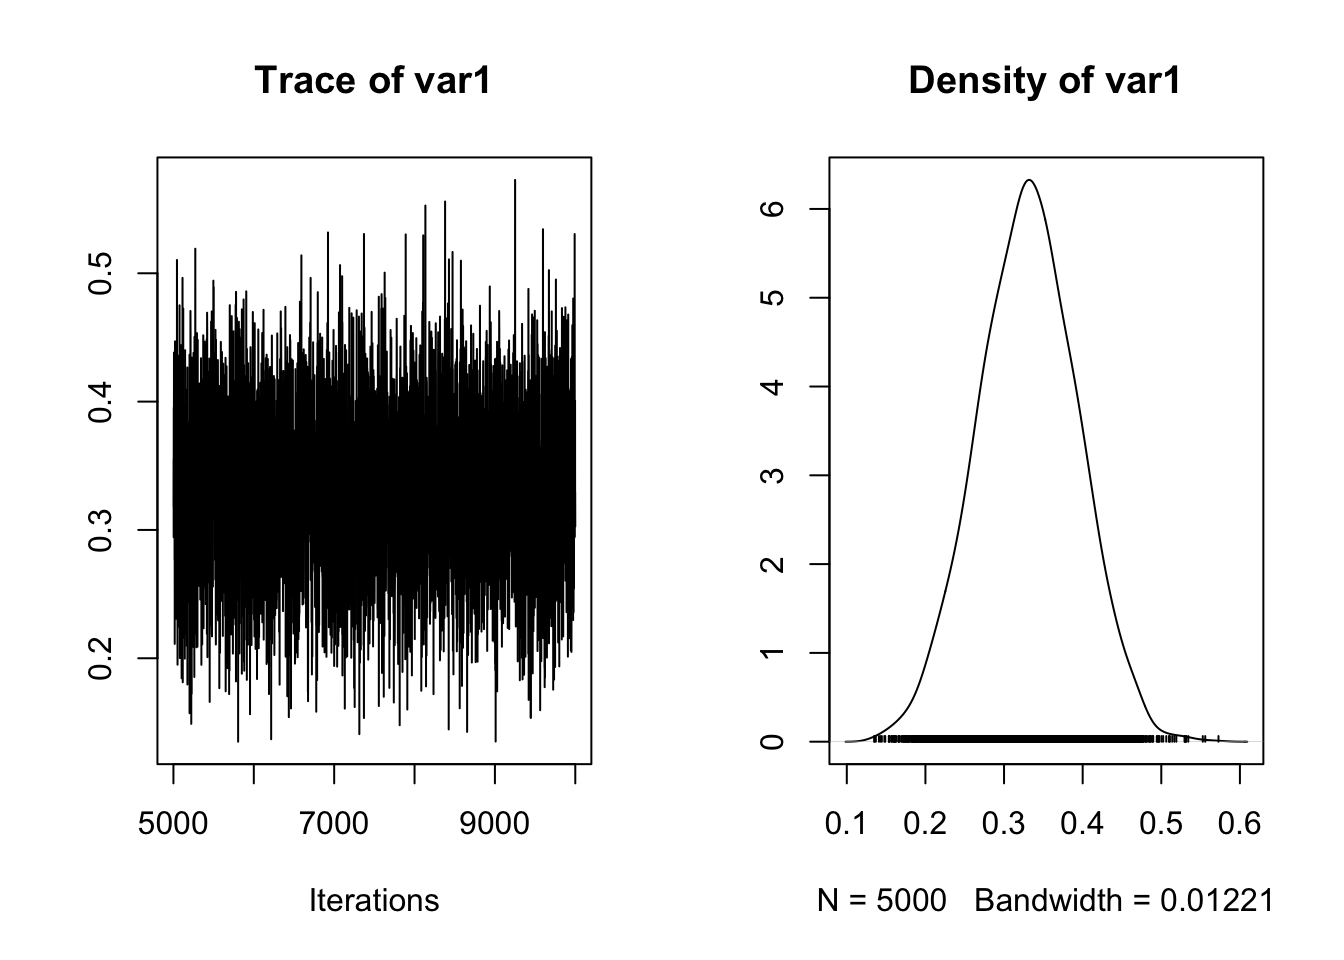 Trace of var1
0.5
0.4
0.3
0.2
5000 7000 9000
Iterations
Density of var1
6
5
4
3
2
1
0
0.1 0.2 0.3 0.4 0.5 0.6
N = 5000 Bandwidth = 0.01221